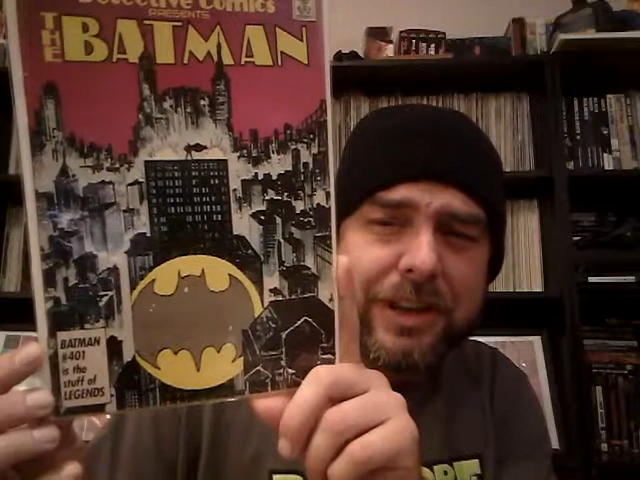 Detective Comics
PRESENTS
THE
BATMAN
BATMAN
#401
is the
stuff of
LEGENDS